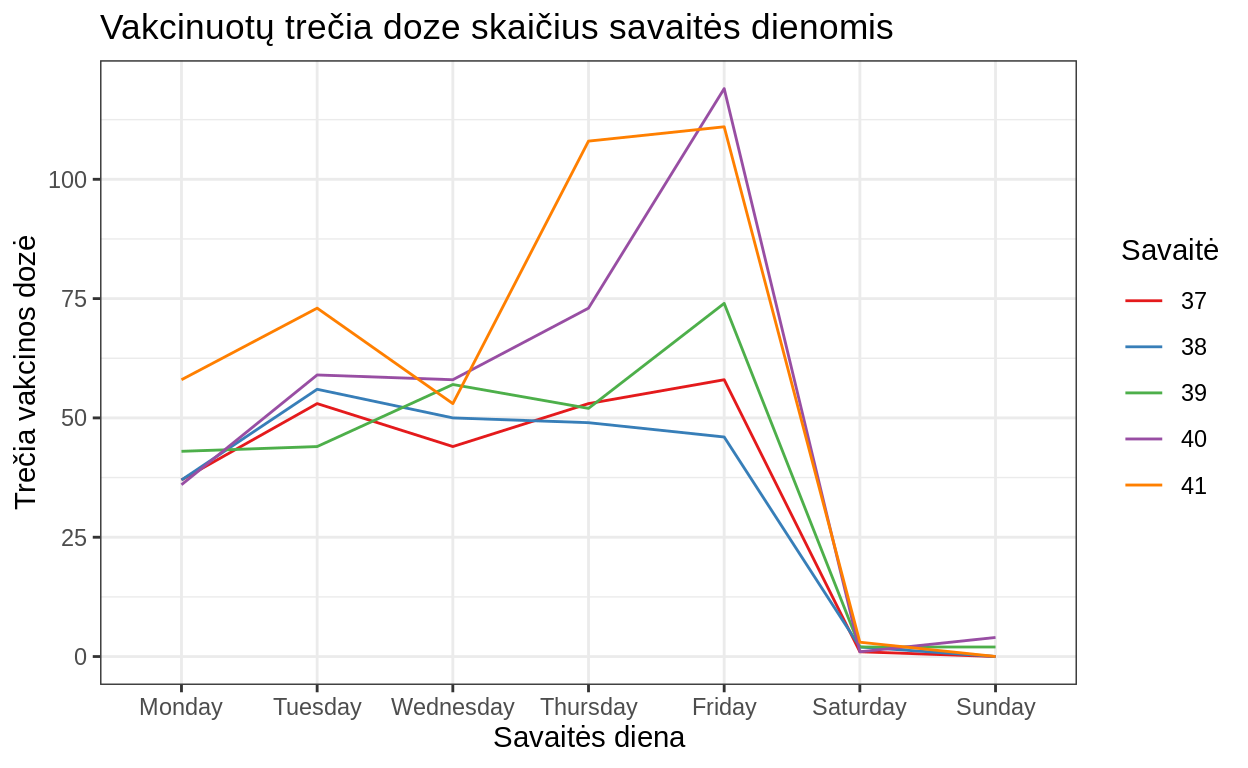 Vakcinuotų trečia doze skaičius savaitės dienomis
Trečia vakcinos dozė
100
75
50
25
0
Monday Tuesday Wednesday Thursday Friday Saturday Sunday
Savaitės diena
Savaitė
37
38
39
40
41